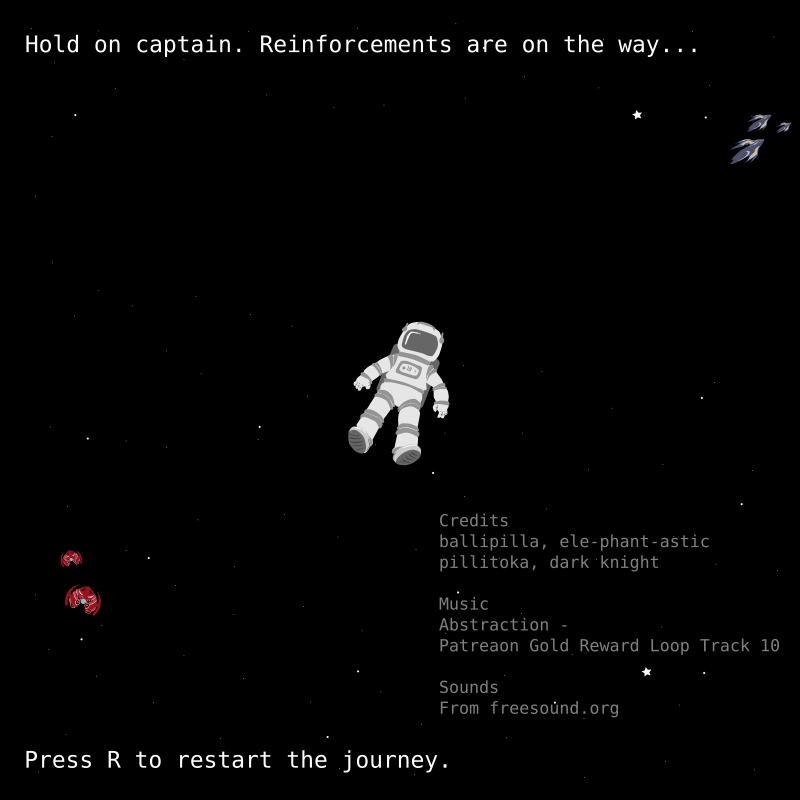 Hold on captain. Reinforcements are on the way...
Credits
ballipilla, ele-phant-astic
pillitoka, dark knight
Music
Abstraction -
Patreaon Gold Reward Loop Track 10
Sounds
From freesound.org
Press R to restart the journey.